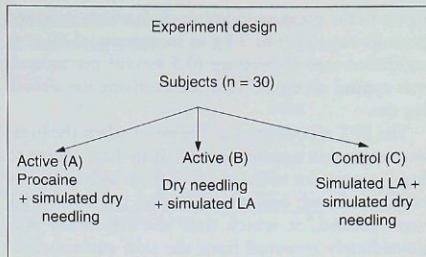 Experiment design
Subjects (n = 30)
Active (A)
Procaine
+ simulated dry
needling
Active (B)
Dry needling
+ simulated LA
Control (C)
Simulated LA +
simulated dry
needling